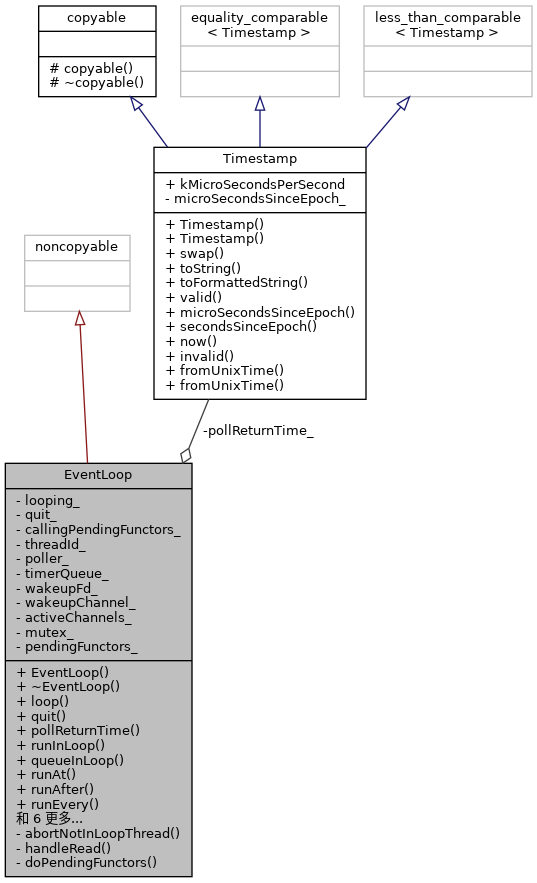 copyable
# copyable()
# ~copyable()
equality_comparable
< Timestamp >
less_than_comparable
< Timestamp >
Timestamp
+ kMicroSecondsPerSecond
- microSecondsSinceEpoch_
+ Timestamp()
+ Timestamp()
+ swap()
+ toString()
+ toFormattedString()
+ valid()
+ microSecondsSinceEpoch()
+ secondsSinceEpoch()
+ now()
+ invalid()
+ fromUnixTime()
+ fromUnixTime()
noncopyable
-pollReturnTime_
EventLoop
- looping_
- quit_
- callingPendingFunctors_
- threadId_
- poller_
- timerQueue_
- wakeupFd_
- wakeupChannel_
- activeChannels_
- mutex_
- pendingFunctors_
+ EventLoop()
+ ~EventLoop()
+ loop()
+ quit()
+ pollReturnTime()
+ runInLoop()
+ queueInLoop()
+ runAt()
+ runAfter()
+ runEvery()
和 6 更多...
- abortNotInLoopThread()
- handleRead()
- doPendingFunctors()